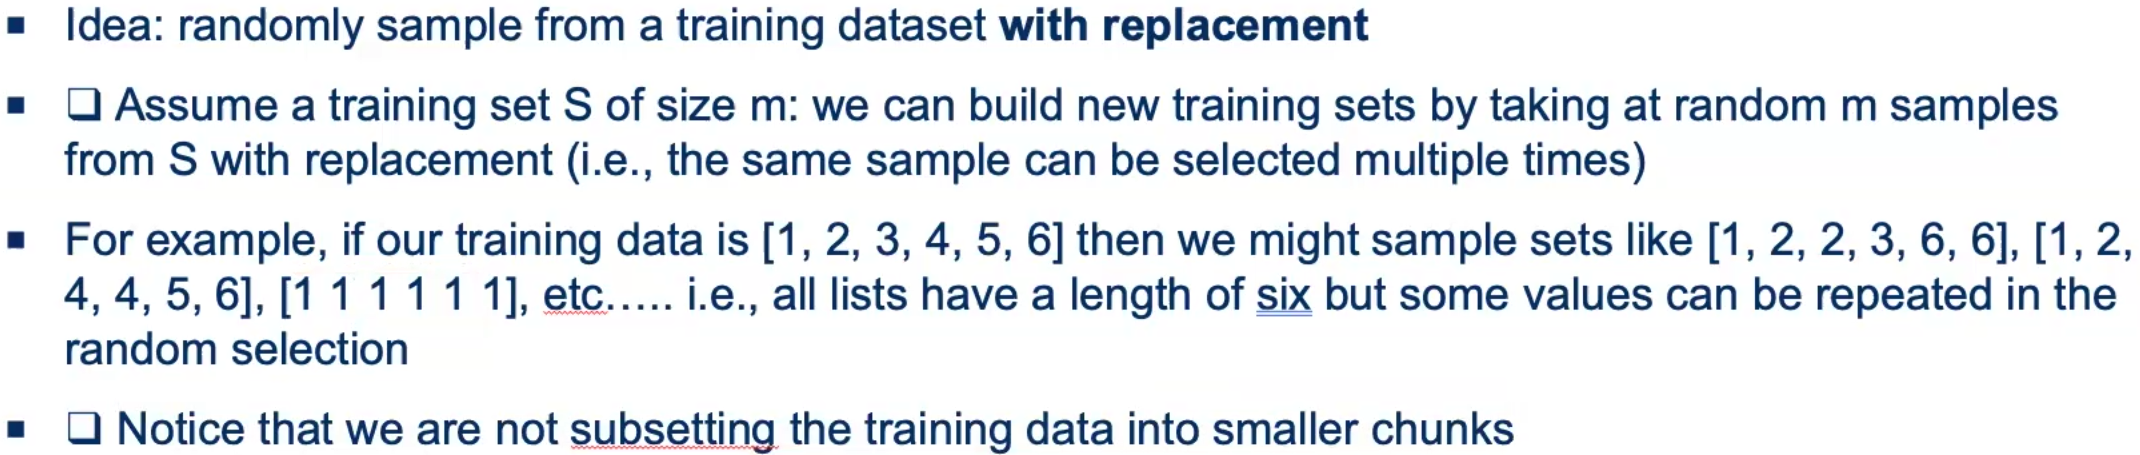 ▪ Idea: randomly sample from a training dataset with replacement
▪ ❑ Assume a training set S of size m: we can build new training sets by taking at random m samples
from S with replacement (i.e., the same sample can be selected multiple times)
▪ For example, if our training data is [1, 2, 3, 4, 5, 6] then we might sample sets like [1, 2, 2, 3, 6, 6], [1, 2,
4, 4, 5, 6], [1 1 1 1 1 1], etc….. i.e., all lists have a length of six but some values can be repeated in the
random selection
▪ ❑ Notice that we are not subsetting the training data into smaller chunks